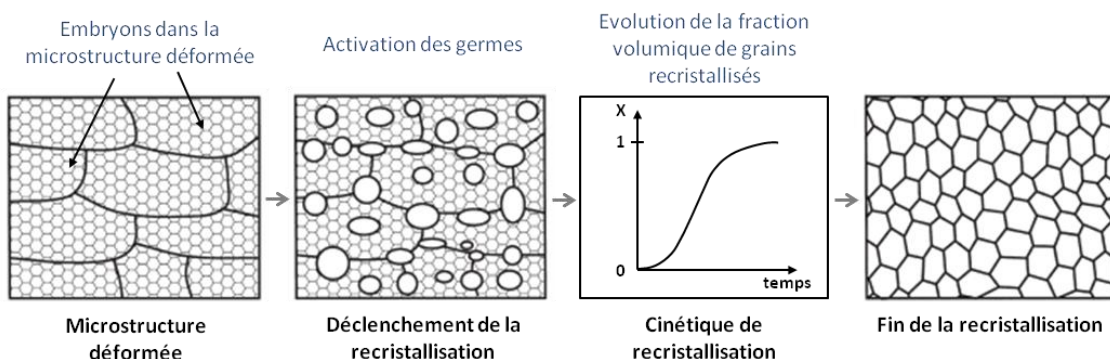 Embryons dans la
microstructure déformée
Activation des germes
Evolution de la fraction
volumique de grains
recristallisés
X
1
0
temps
Microstructure
déformée
Déclenchement de la
recristallisation
Cinétique de
recristallisation
Fin de la recristallisation